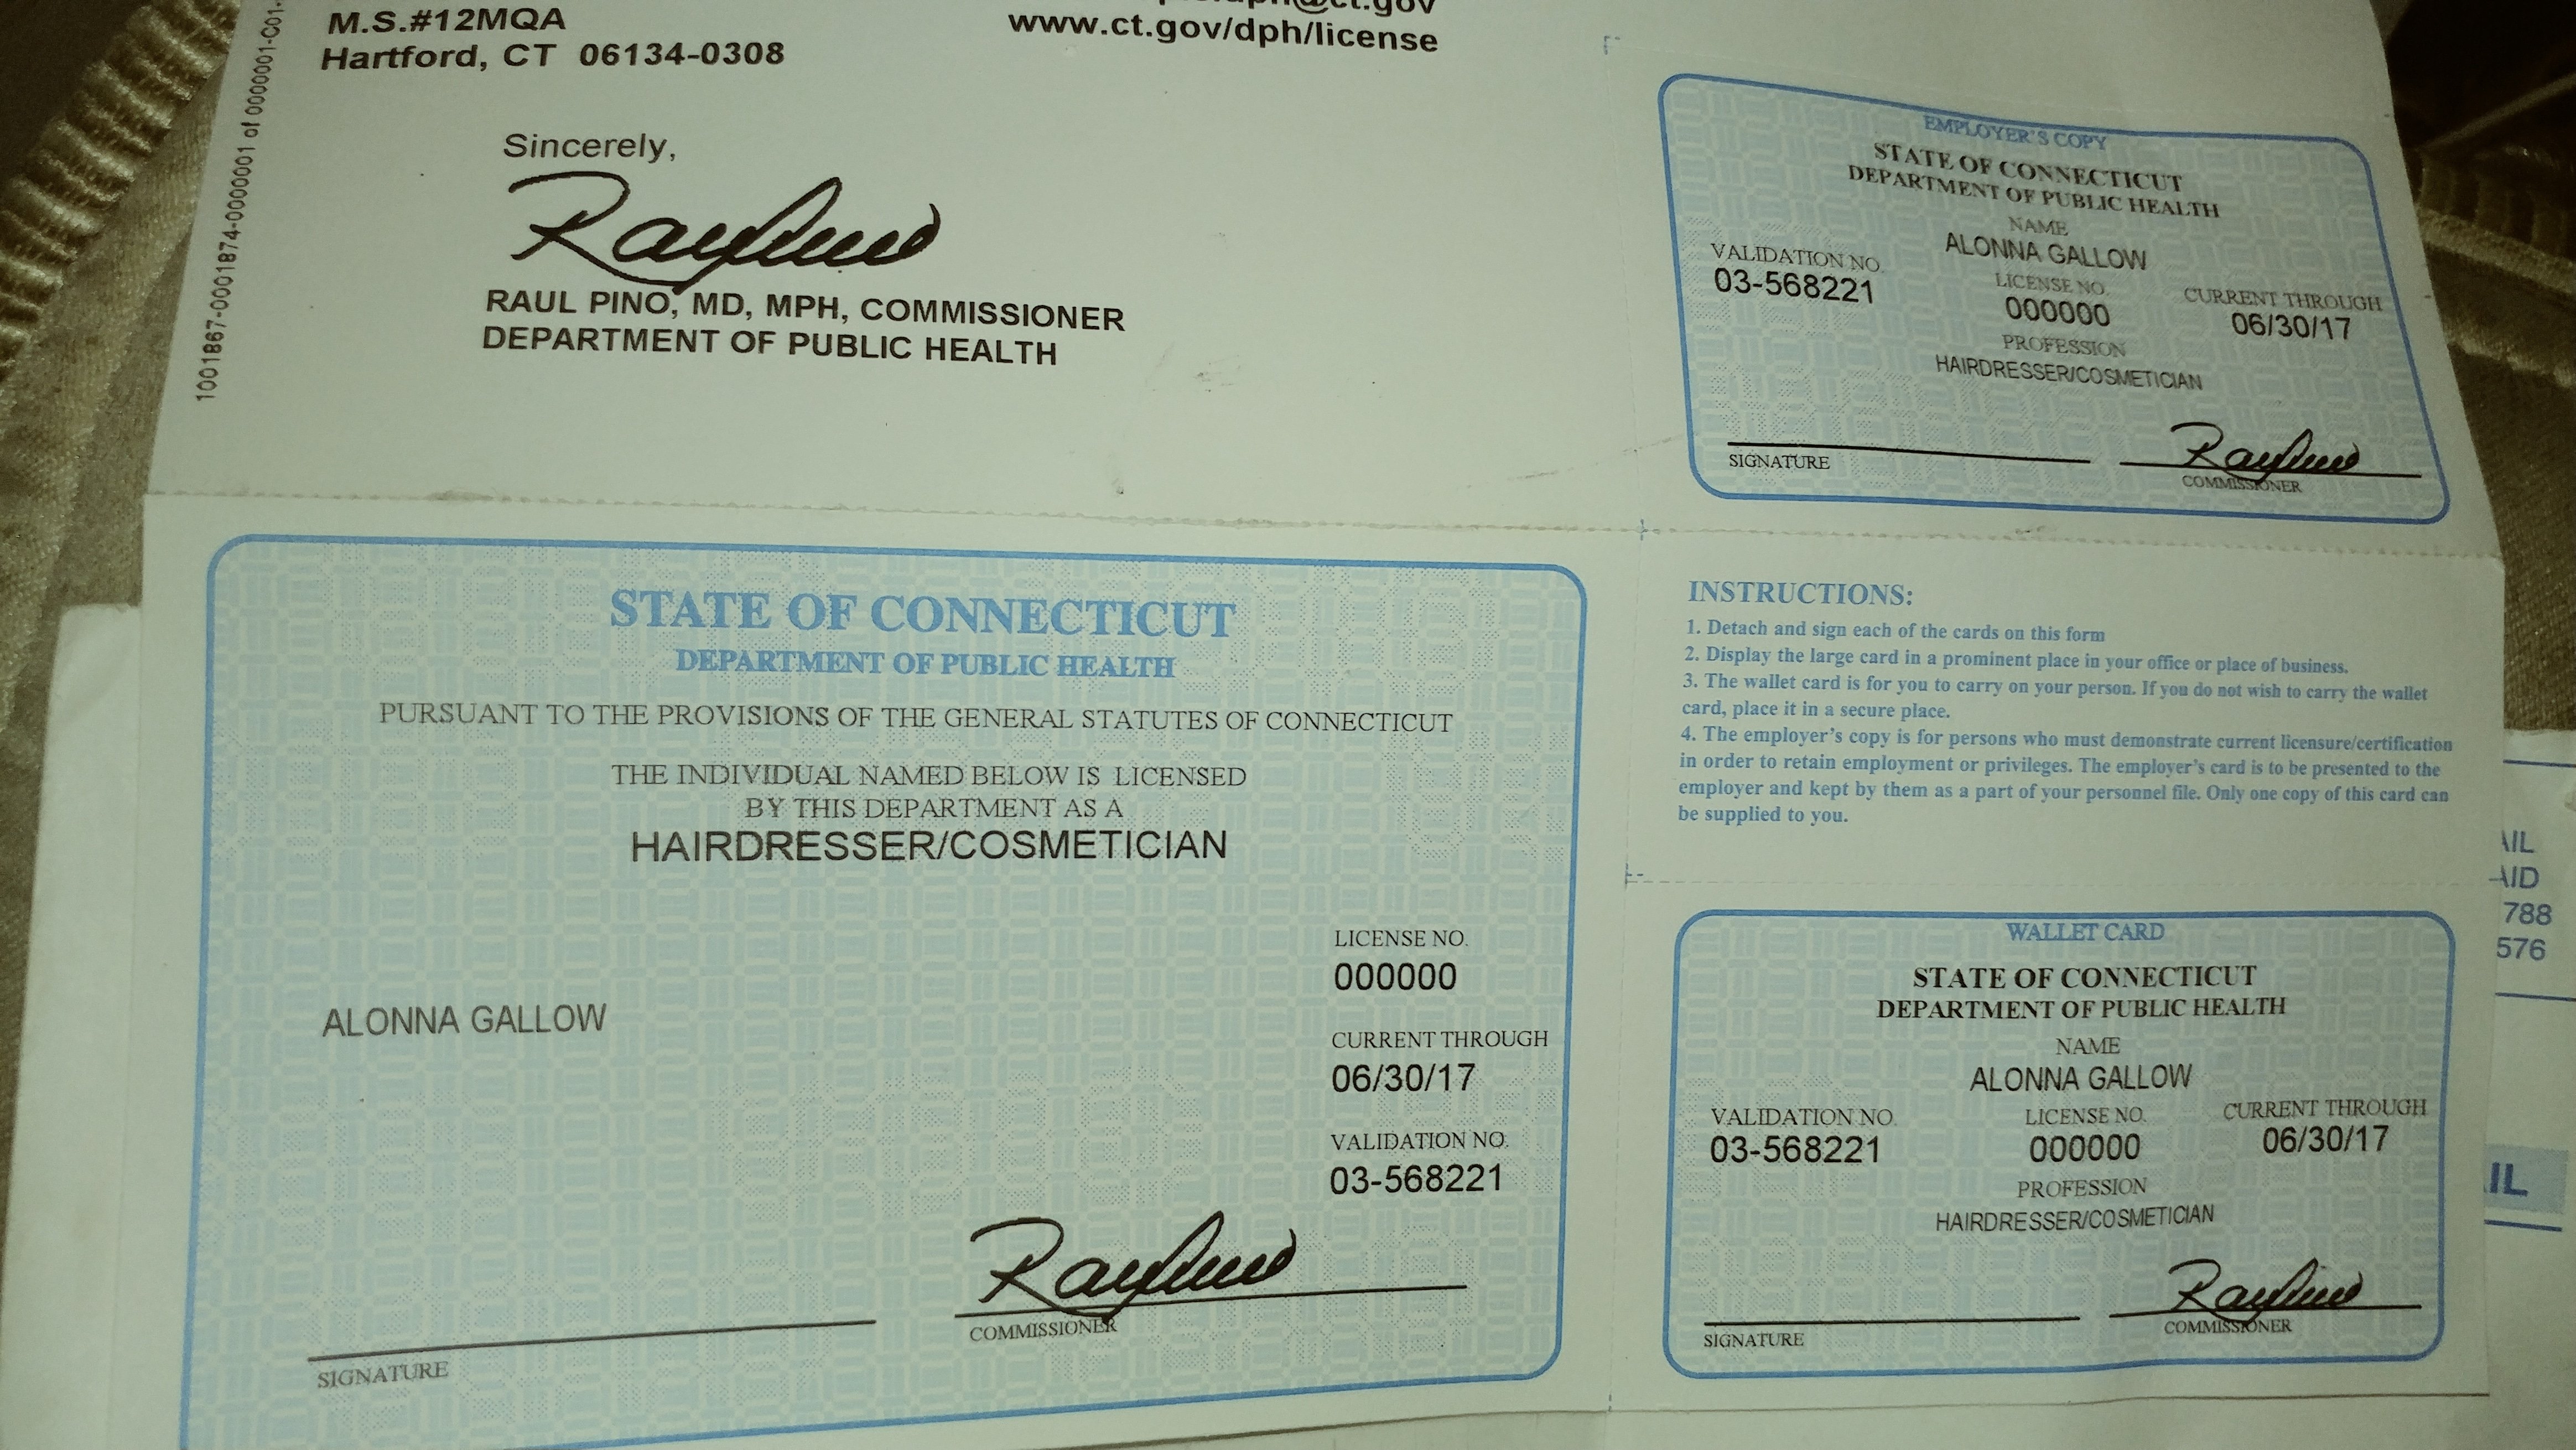 M.S.#12MQA
Hartford, CT 06134-0308
www.ct.gov/dph/license
1001867-0001874-0000001 of 0000001-C01-
Sincerely,
RAUL PINO, MD, MPH, COMMISSIONER
DEPARTMENT OF PUBLIC HEALTH
EMPLOYER'S COPY
STATE OF CONNECTICUT
DEPARTMENT OF PUBLIC HEALTH
NAME
ALONNA GALLOW
VALIDATION NO.
03-568221
LICENSE NO.
000000
CURRENT THROUGH
06/30/17
PROFESSION
HAIRDRESSER/COSMETICIAN
SIGNATURE
COMMISSIONER
STATE OF CONNECTICUT
DEPARTMENT OF PUBLIC HEALTH
PURSUANT TO THE PROVISIONS OF THE GENERAL STATUTES OF CONNECTICUT
THE INDIVIDUAL NAMED BELOW IS LICENSED
BY THIS DEPARTMENT AS A
HAIRDRESSER/COSMETICIAN
ALONNA GALLOW
LICENSE NO.
000000
CURRENT THROUGH
06/30/17
VALIDATION NO.
03-568221
SIGNATURE
COMMISSIONER
INSTRUCTIONS:
1. Detach and sign each of the cards on this form
2. Display the large card in a prominent place in your office or place of business.
3. The wallet card is for you to carry on your person. If you do not wish to carry the wallet
card, place it in a secure place.
4. The employer's copy is for persons who must demonstrate current licensure/certification
in order to retain employment or privileges. The employer's card is to be presented to the
employer and kept by them as a part of your personnel file. Only one copy of this card can
be supplied to you.
WALLET CARD
STATE OF CONNECTICUT
DEPARTMENT OF PUBLIC HEALTH
NAME
ALONNA GALLOW
VALIDATION NO.
03-568221
LICENSE NO.
000000
CURRENT THROUGH
06/30/17
PROFESSION
HAIRDRESSER/COSMETICIAN
SIGNATURE
COMMISSIONER
788
576